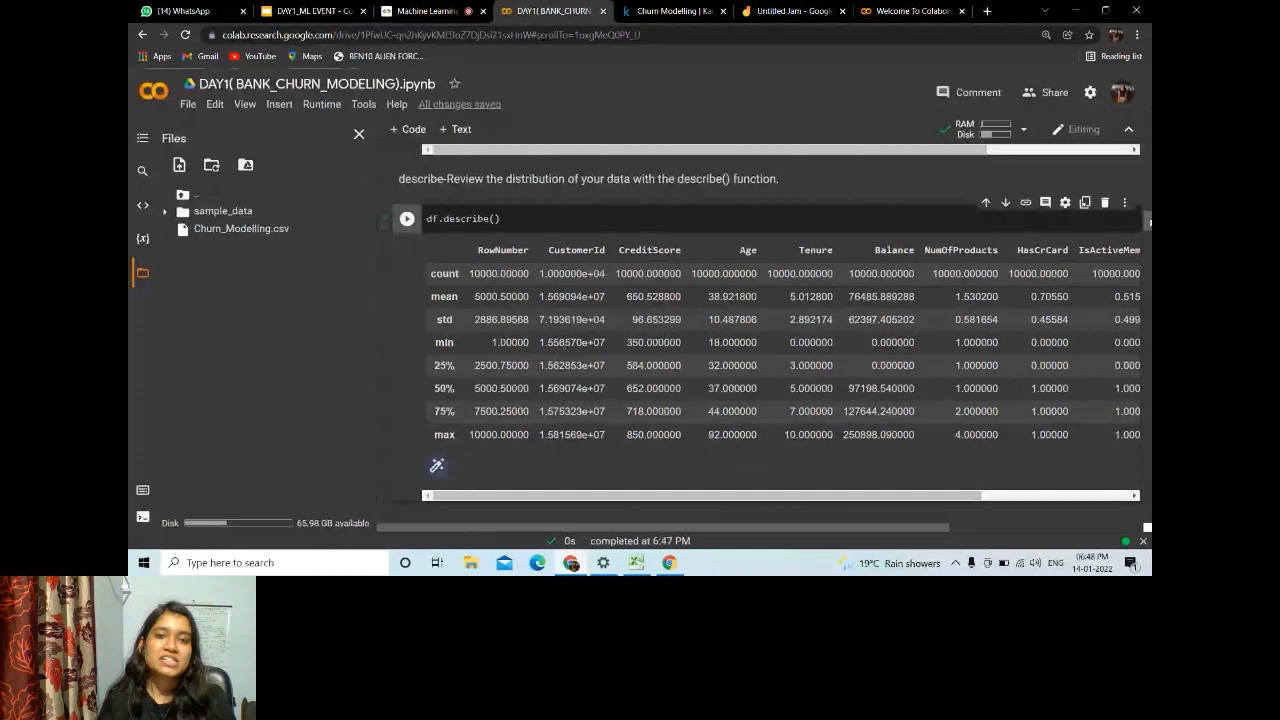 (14) WhatsApp
DAY1_ML EVENT - Go
Machine Learning
DAY1( BANK_CHURN
Churn Modelling | Ka
Untitled Jam - Google
Welcome To Colabo
Apps
Gmail
YouTube
Maps
BEN10 ALIEN FORC...
Reading list
DAY1( BANK_CHURN_MODELING).ipynb
File Edit View Insert Runtime Tools Help All changes saved
Comment
Share
Files
+ Code + Text
RAM
Disk
Editing
describe-Review the distribution of your data with the describe() function.
..
sample_data
Churn_Modelling.csv
df.describe()
RowNumber CustomerId CreditScore Age Tenure Balance NumOfProducts HasCrCard IsActiveMem
count 10000.00000 1.000000e+04 10000.000000 10000.000000 10000.000000 10000.000000 10000.000000 10000.00000 10000.000
mean 5000.50000 1.569094e+07 650.528800 38.921800 5.012800 76485.889288 1.530200 0.70550 0.515
std 2886.89568 7.193619e+04 96.653299 10.487806 2.892174 62397.405202 0.581654 0.45584 0.499
min 1.00000 1.556570e+07 350.000000 18.000000 0.000000 0.000000 1.000000 0.00000 0.000
25% 2500.75000 1.562853e+07 584.000000 32.000000 3.000000 0.000000 1.000000 0.00000 0.000
50% 5000.50000 1.569074e+07 652.000000 37.000000 5.000000 97198.540000 1.000000 1.00000 1.000
75% 7500.25000 1.575323e+07 718.000000 44.000000 7.000000 127644.240000 2.000000 1.00000 1.000
max 10000.00000 1.581569e+07 850.000000 92.000000 10.000000 250898.090000 4.000000 1.00000 1.000
Disk
65.98 GB available
0s completed at 6:47 PM
Type here to search
19°C Rain showers
ENG
06:48 PM
14-01-2022